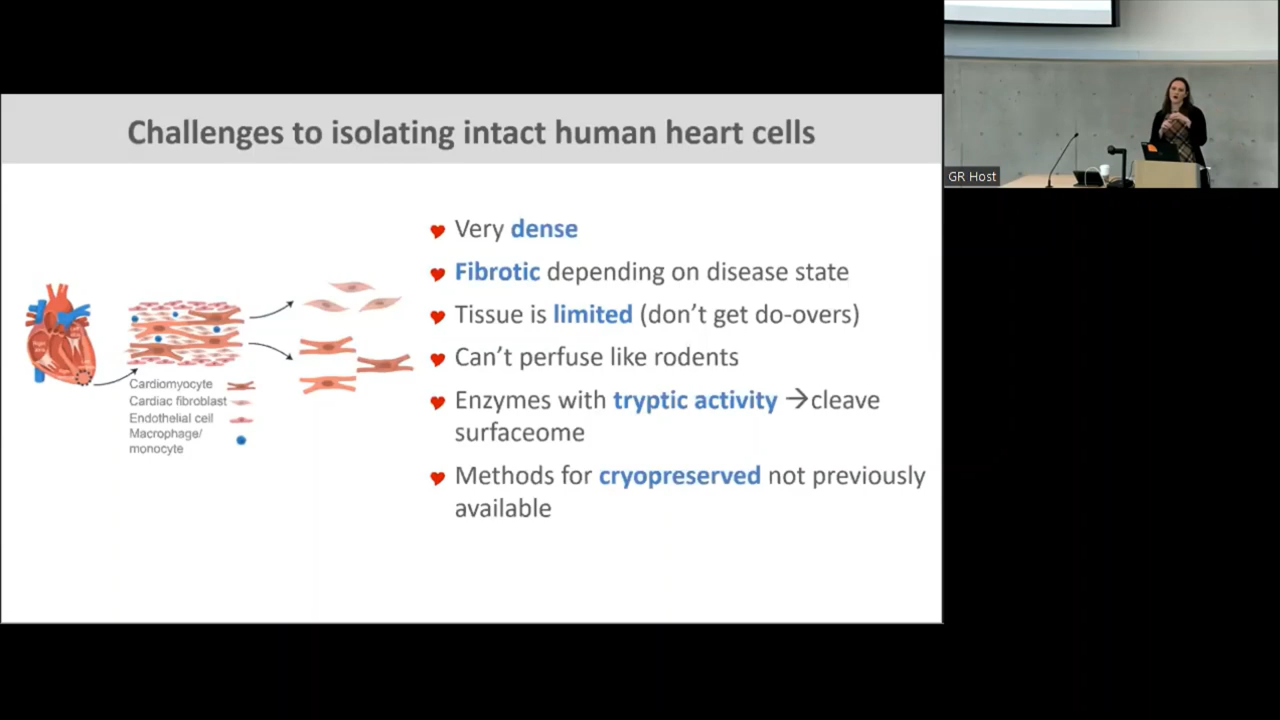 Challenges to isolating intact human heart cells
Very dense
Fibrotic depending on disease state
Tissue is limited (don't get do-overs)
Can't perfuse like rodents
Enzymes with tryptic activity →cleave
surfaceome
Methods for cryopreserved not previously
available
Cardiomyocyte
Cardiac fibroblast
Endothelial cell
Macrophage/
monocyte
GR Host